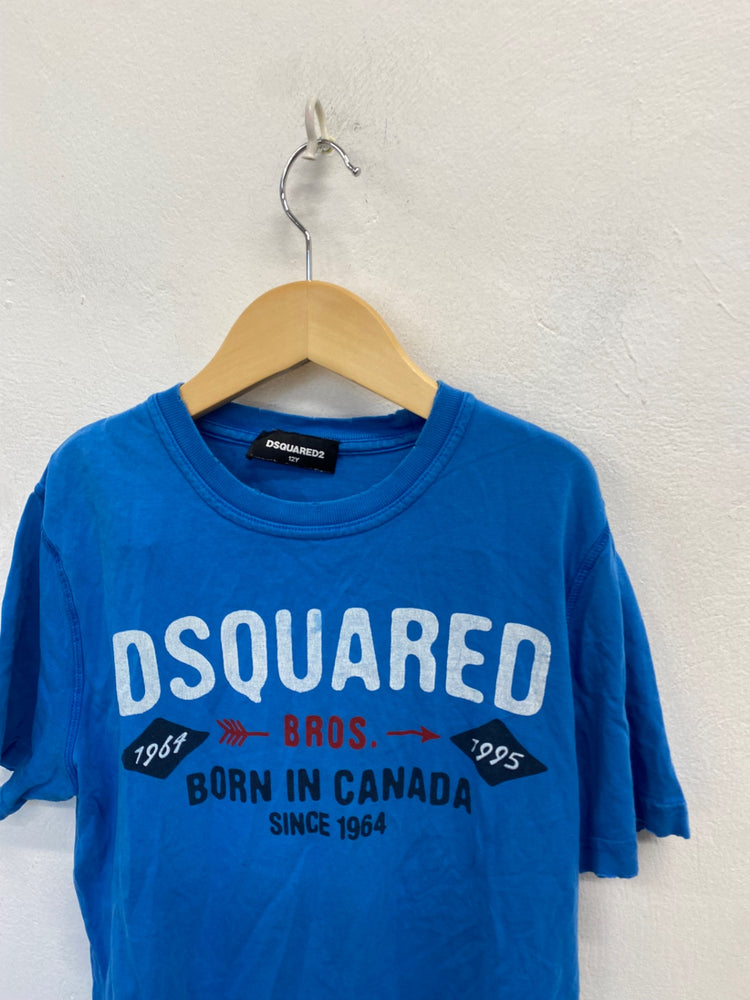 DSQUARED2
12Y
DSQUARED
1964 BROS. 1995
BORN IN CANADA
SINCE 1964